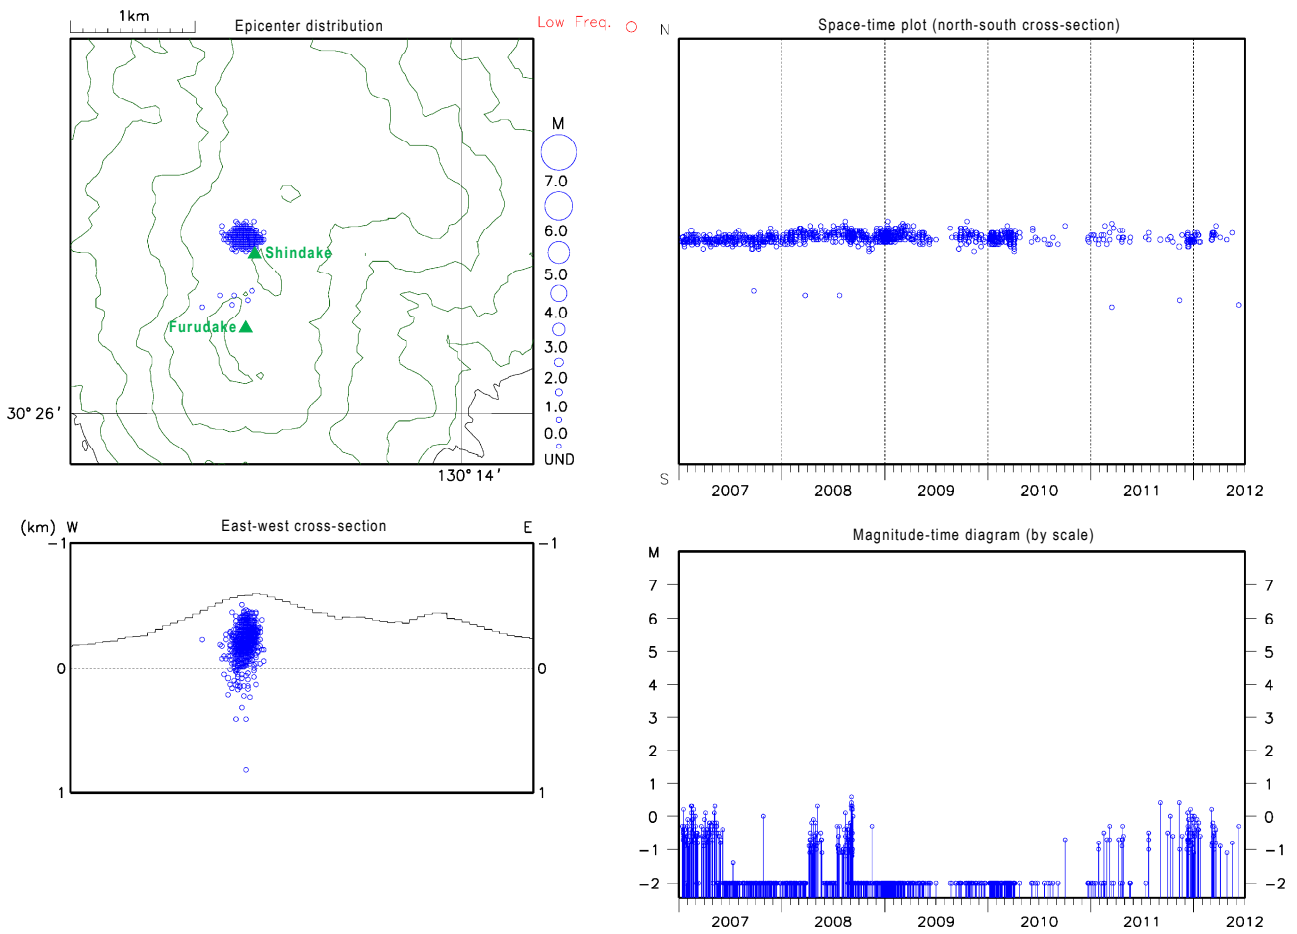 1km
Epicenter distribution
Low Freq.
N
Space-time plot (north-south cross-section)
M
7.0
6.0
5.0
4.0
3.0
2.0
1.0
0.0
UND
Shindake
Furudake
30° 26′
130° 14′
S
2007 2008 2009 2010 2011 2012
(km) W
East-west cross-section
E
−1 −1
0 0
1 1
Magnitude-time diagram (by scale)
M
7 7
6 6
5 5
4 4
3 3
2 2
1 1
0 0
−1 −1
−2 −2
2007 2008 2009 2010 2011 2012